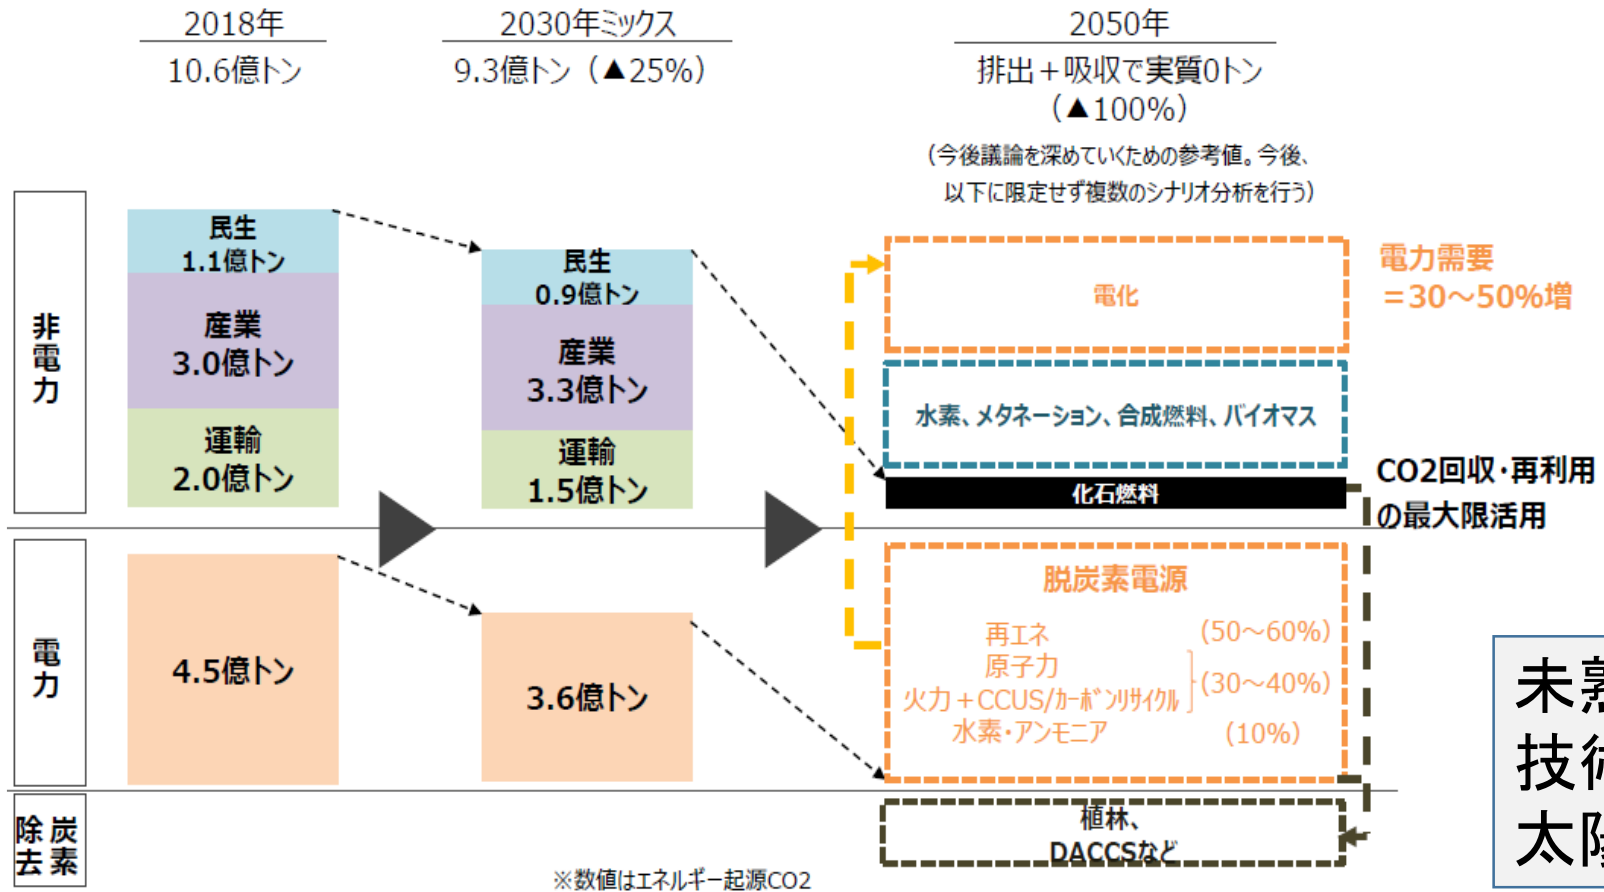 2018年
10.6億トン
2030年ミックス
9.3億トン（▲25%）
2050年
排出＋吸収で実質0トン
（▲100%）
（今後議論を深めていくための参考値。今後、
以下に限定せず複数のシナリオ分析を行う）
非電力
民生
1.1億トン
産業
3.0億トン
運輸
2.0億トン
民生
0.9億トン
産業
3.3億トン
運輸
1.5億トン
電化
電力需要
＝30～50%増
水素、メタネーション、合成燃料、バイオマス
化石燃料
CO2回収・再利用
の最大限活用
電力
4.5億トン
3.6億トン
脱炭素電源
再エネ (50～60%)
原子力
火力＋CCUS/ｶｰﾎﾞﾝﾘｻｲｸﾙ (30～40%)
水素・アンモニア (10%)
炭素除去
植林、
DACCSなど
※数値はエネルギー起源CO2
未熟
技術
太陽